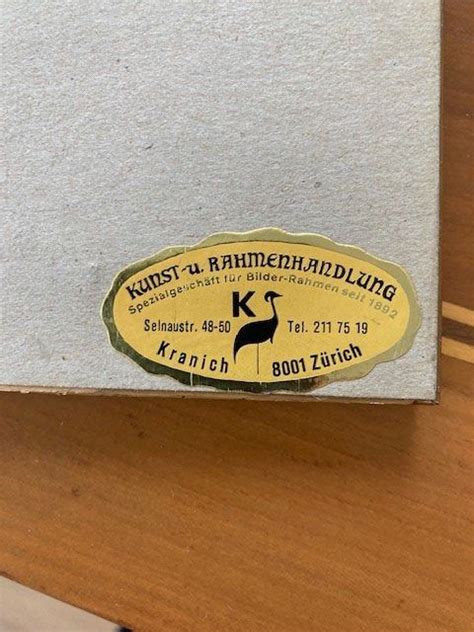 KUNST- u. RAHMENHANDLUNG
Spezialgeschäft für Bilder-Rahmen seit 1892
K
Selnaustr. 48-50 Tel. 211 75 19
Kranich 8001 Zürich